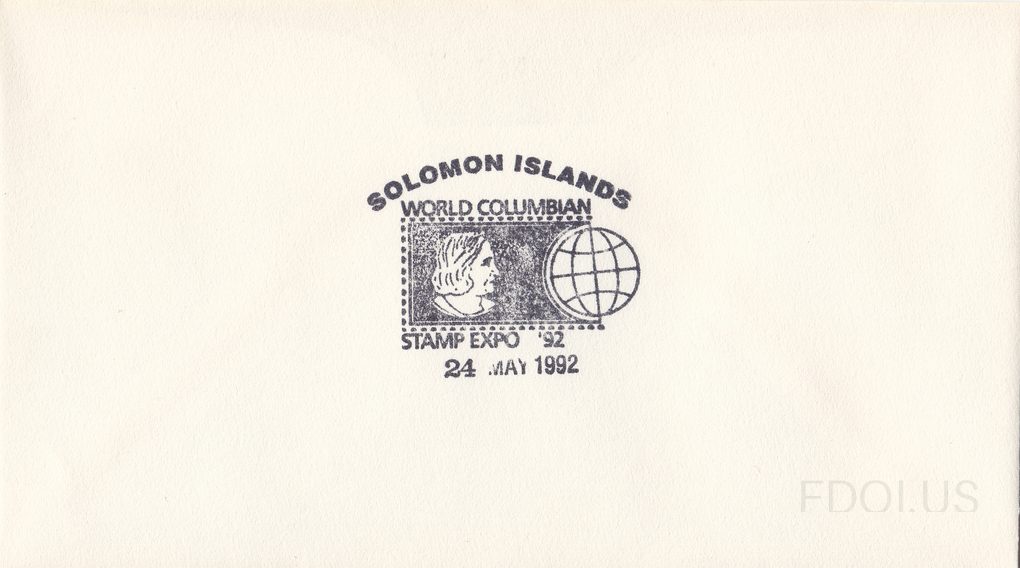 SOLOMON ISLANDS
WORLD COLUMBIAN
STAMP EXPO '92
24 MAY 1992
FDOI.US